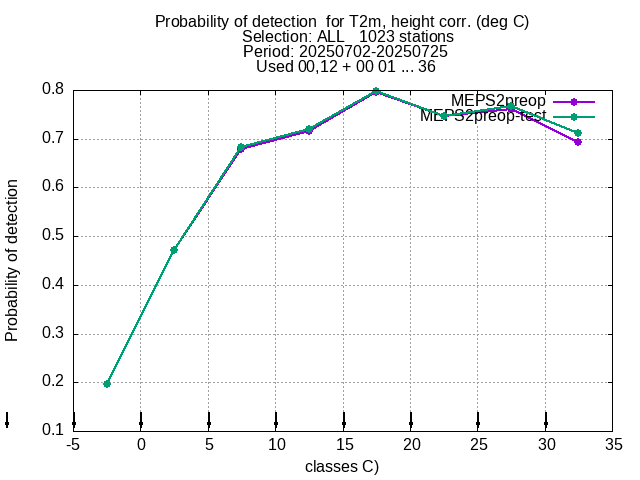 Probability of detection  for T2m, height corr. (deg C)
Selection: ALL   1023 stations
Period: 20250702-20250725
Used 00,12 + 00 01 ... 36
MEPS2preop
MEPS2preop-test
0.8
0.7
0.6
0.5
0.4
0.3
0.2
0.1
Probability of detection
-5 0 5 10 15 20 25 30 35
classes C)